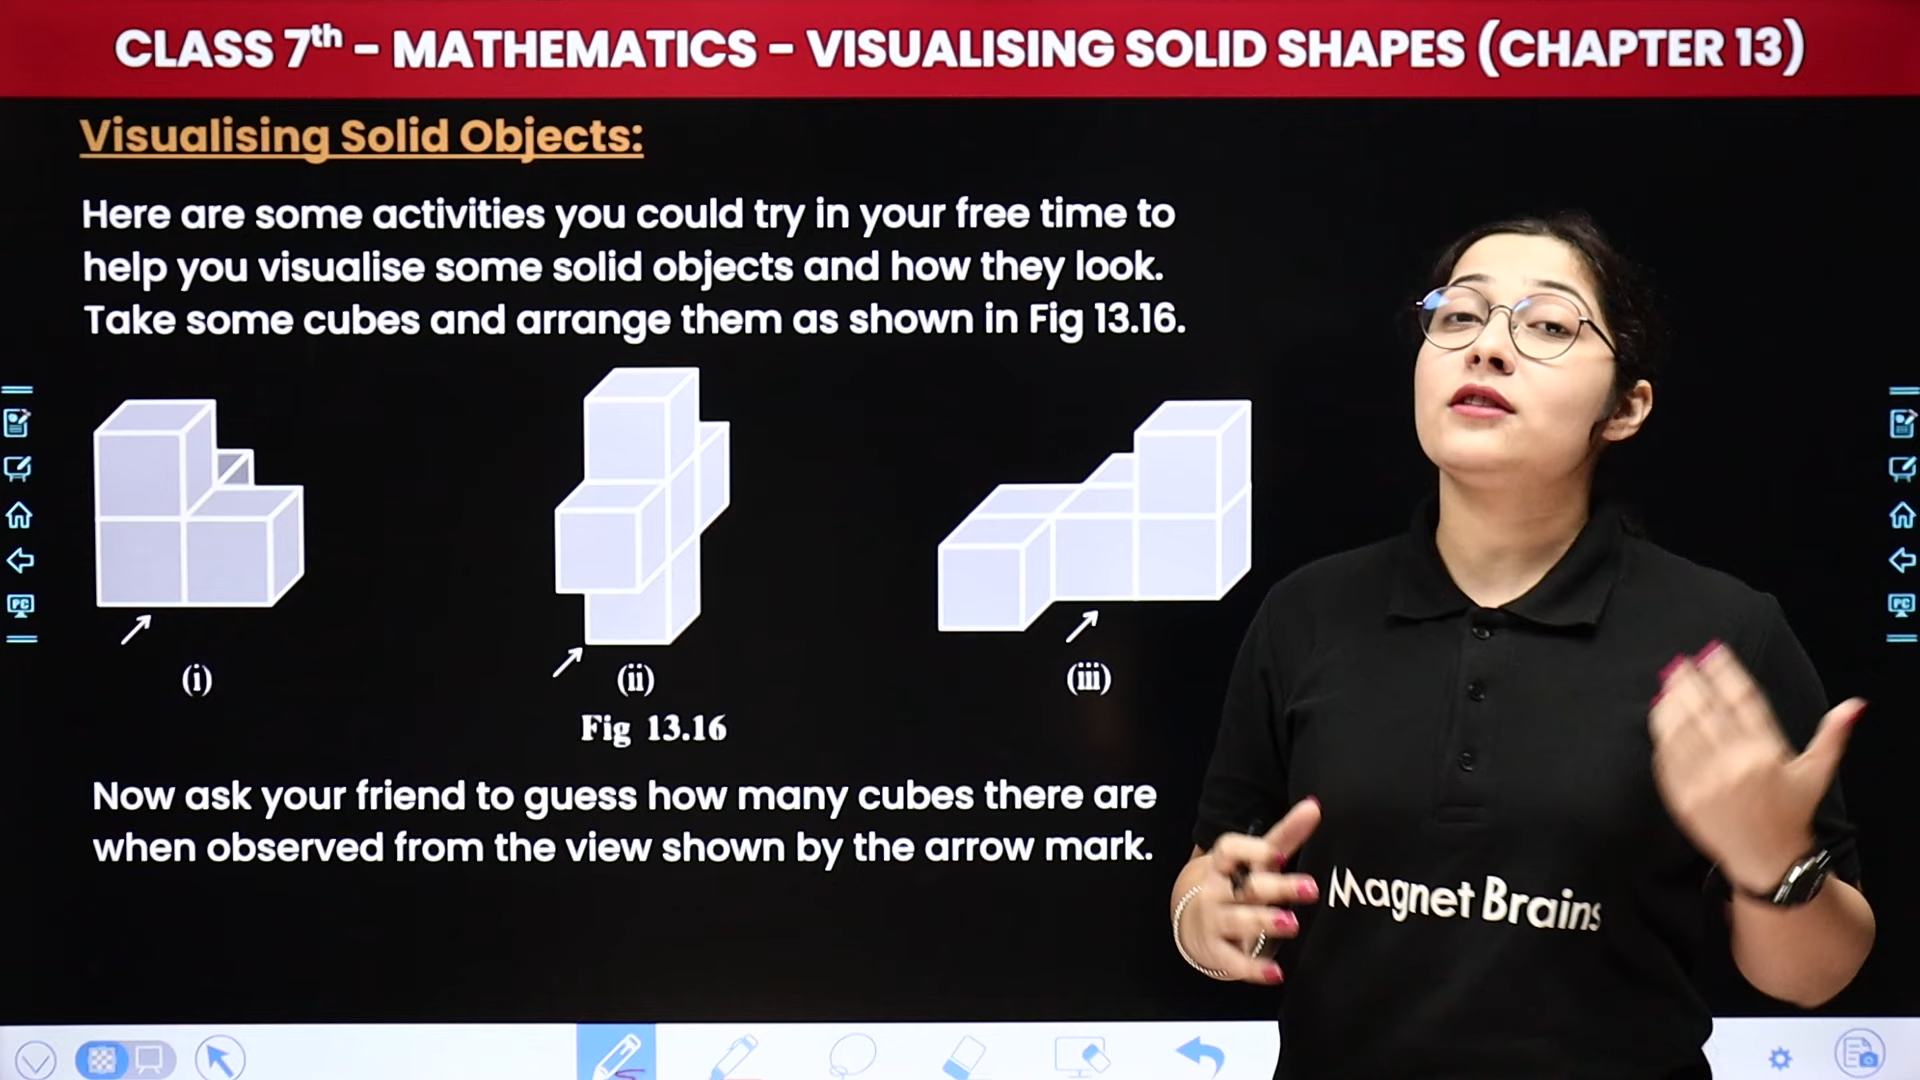 CLASS 7th - MATHEMATICS - VISUALISING SOLID SHAPES (CHAPTER 13)
Visualising Solid Objects:
Here are some activities you could try in your free time to
help you visualise some solid objects and how they look.
Take some cubes and arrange them as shown in Fig 13.16.
(i)
(ii)
(iii)
Fig 13.16
Now ask your friend to guess how many cubes there are
when observed from the view shown by the arrow mark.
Magnet Brains
PC
PC